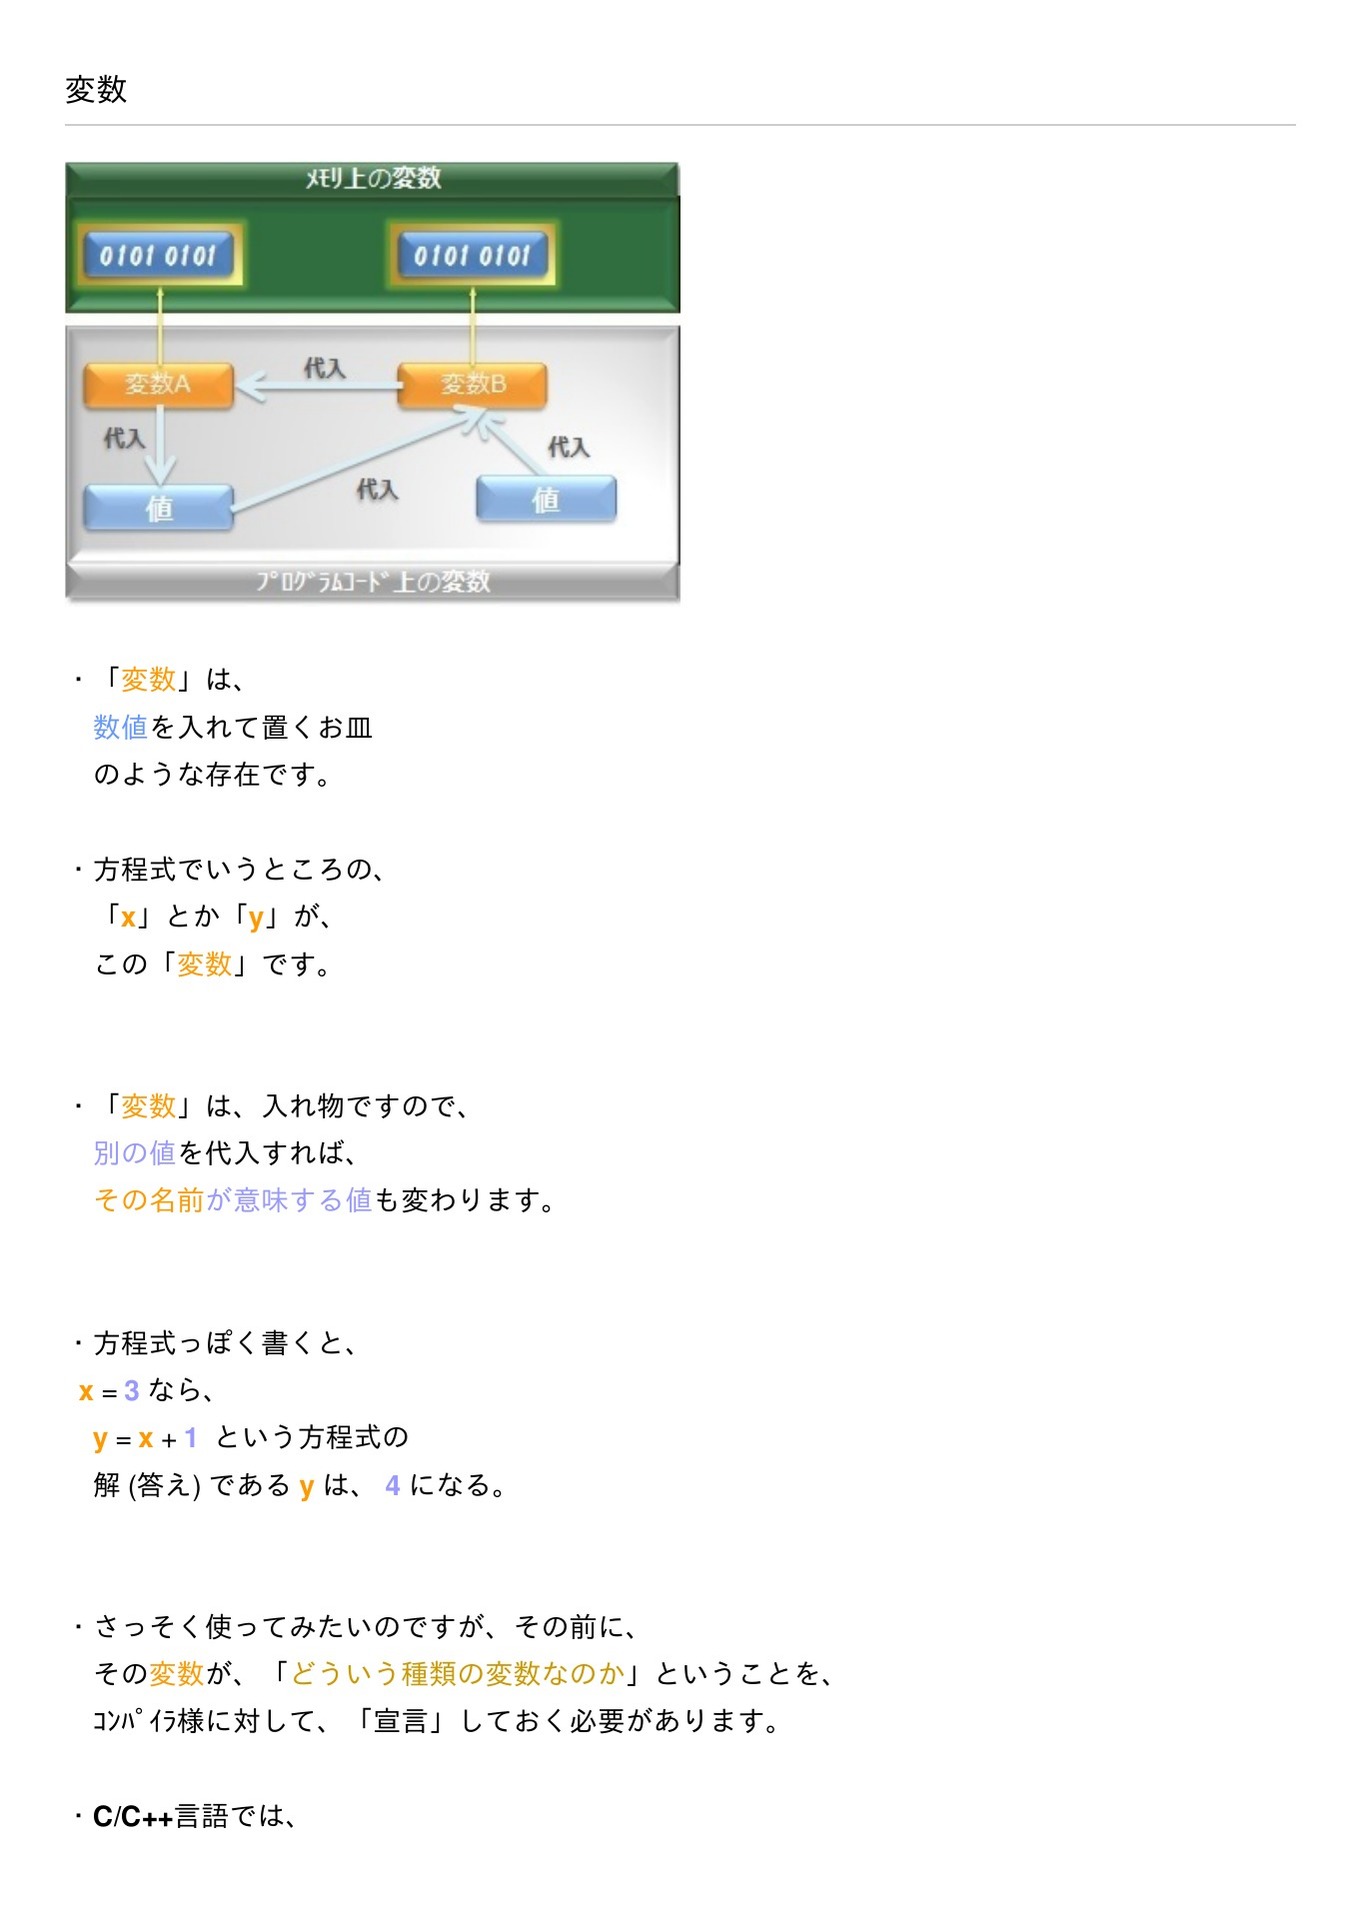 変数
ﾒﾓﾘ上の変数
0101 0101
0101 0101
変数A
代入
変数B
代入
代入
代入
値
値
ﾌﾟﾛｸﾞﾗﾑｺｰﾄﾞ上の変数
・「変数」は、
数値を入れて置くお皿
のような存在です。
・方程式でいうところの、
「x」とか「y」が、
この「変数」です。
・「変数」は、入れ物ですので、
別の値を代入すれば、
その名前が意味する値も変わります。
・方程式っぽく書くと、
x = 3 なら、
y = x + 1 という方程式の
解 (答え) である y は、 4 になる。
・さっそく使ってみたいのですが、その前に、
その変数が、「どういう種類の変数なのか」ということを、
ｺﾝﾊﾟｲﾗ様に対して、「宣言」しておく必要があります。
・C/C++言語では、